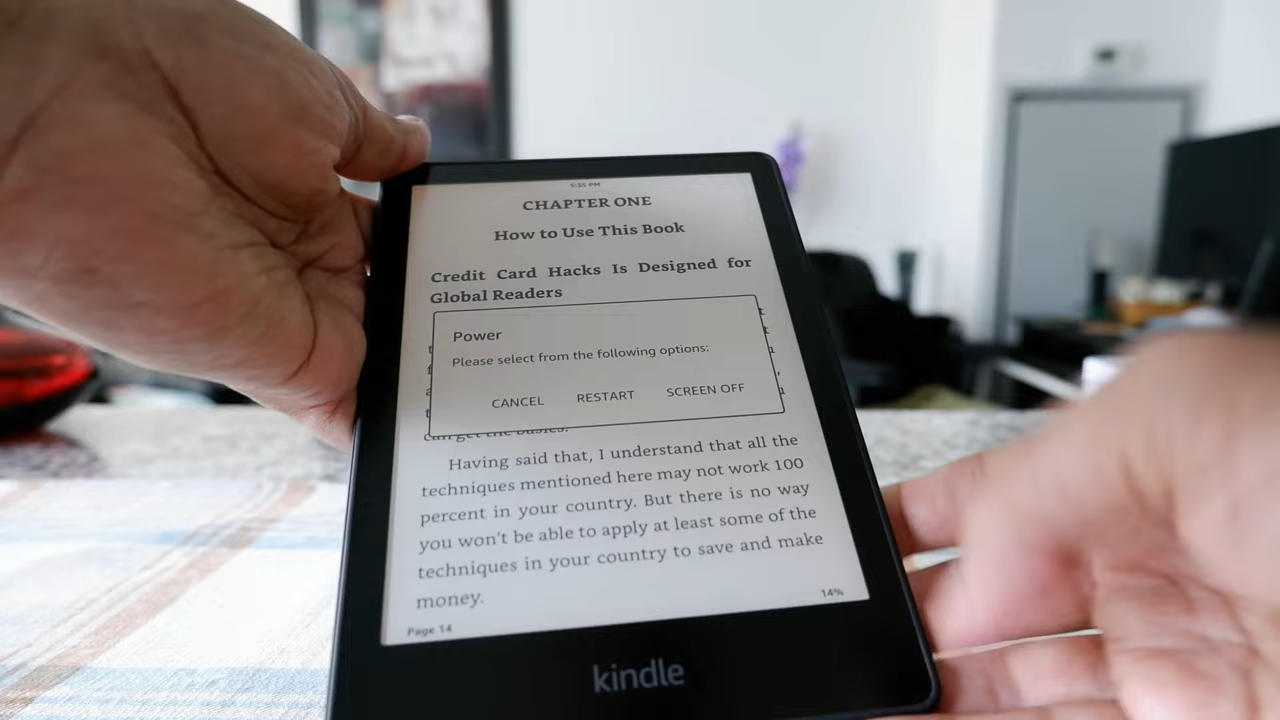 5:35 PM
CHAPTER ONE
How to Use This Book
Credit Card Hacks Is Designed for
Global Readers
Power
Please select from the following options:
CANCEL RESTART SCREEN OFF
can get the basics.
Having said that, I understand that all the
techniques mentioned here may not work 100
percent in your country. But there is no way
you won't be able to apply at least some of the
techniques in your country to save and make
money.
Page 14 14%
kindle